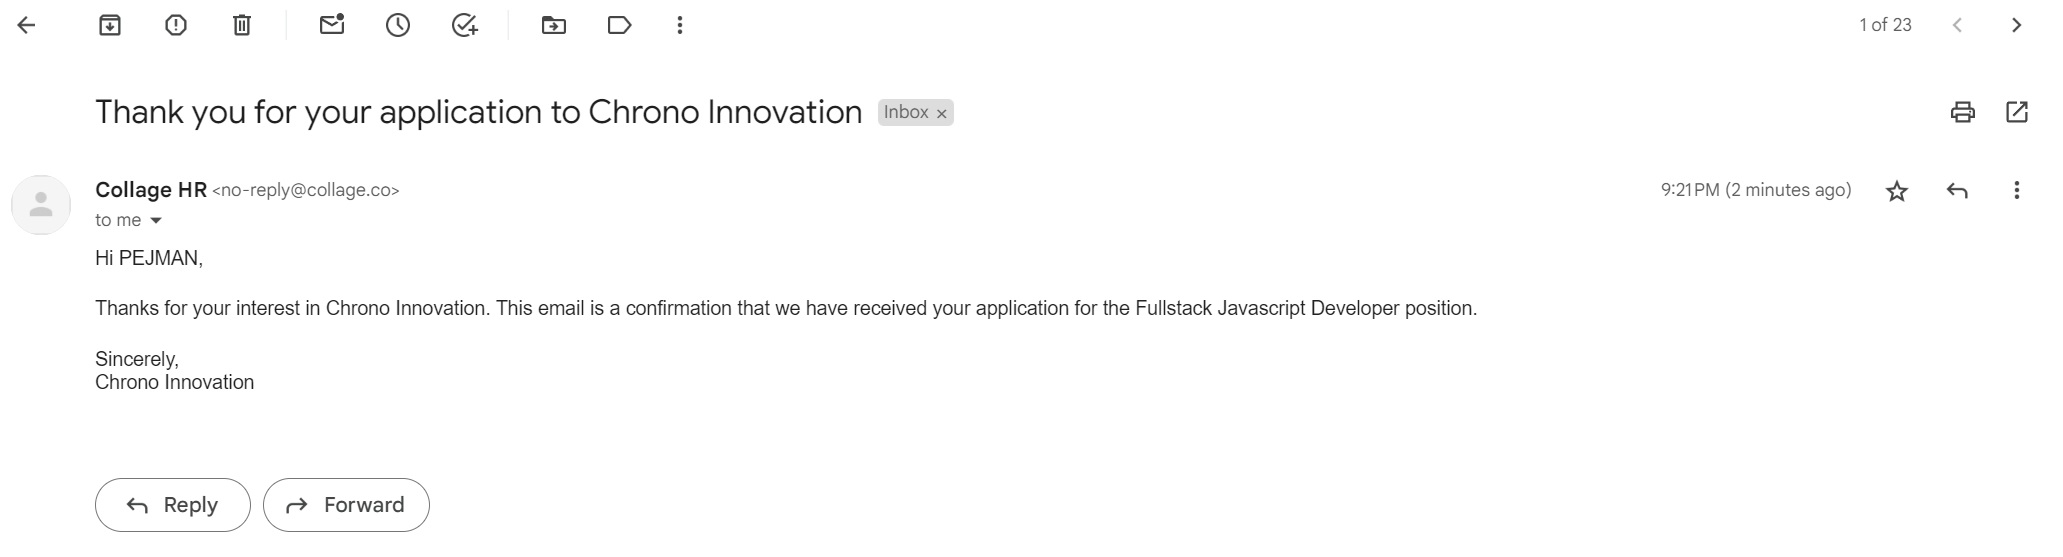 1 of 23
Thank you for your application to Chrono Innovation
Inbox ×
Collage HR <no-reply@collage.co>
9:21 PM (2 minutes ago)
to me
Hi PEJMAN,
Thanks for your interest in Chrono Innovation. This email is a confirmation that we have received your application for the Fullstack Javascript Developer position.
Sincerely,
Chrono Innovation
Reply
Forward